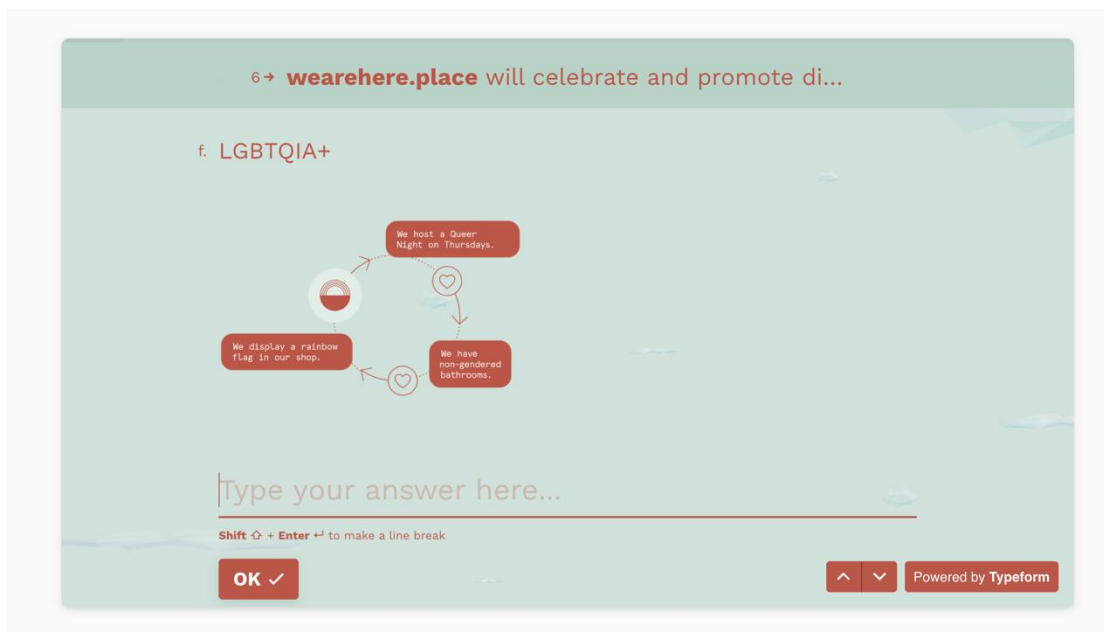 6→ wearehere.place will celebrate and promote di...
f. LGBTQIA+
We host a Queer
Night on Thursdays.
We display a rainbow
flag in our shop.
We have
non-gendered
bathrooms.
Type your answer here...
Shift ⇧ + Enter ↵ to make a line break
OK ✓
Powered by Typeform